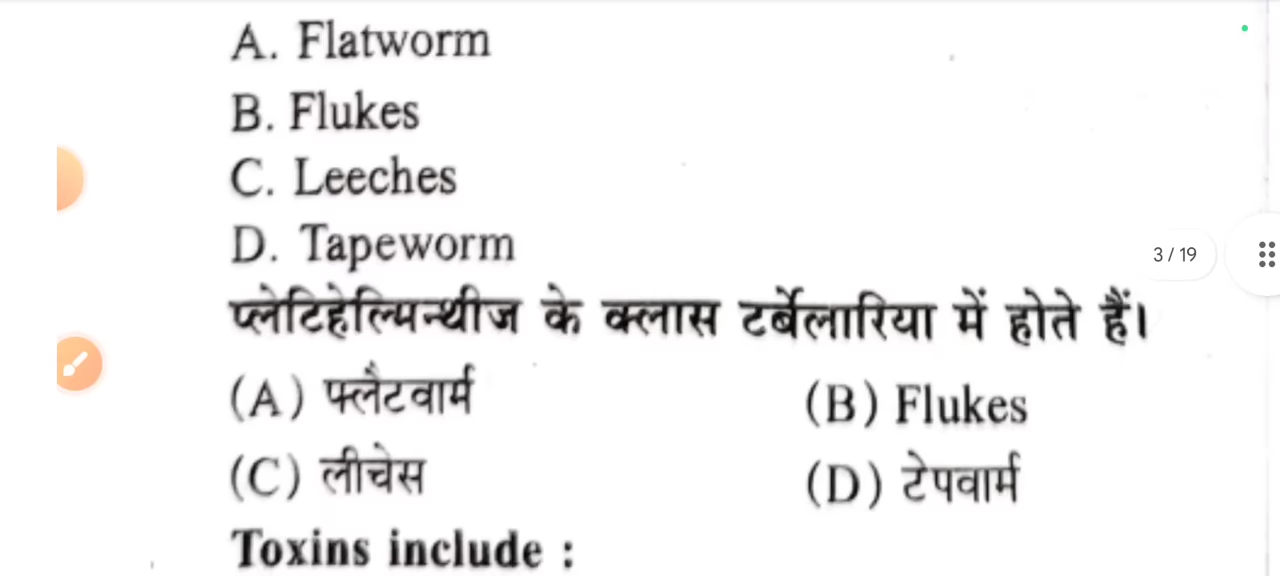 A. Flatworm
B. Flukes
C. Leeches
D. Tapeworm
3 / 19
प्लेटिहेल्मिन्थीज के क्लास टर्बेलारिया में होते हैं।
(A) फ्लैटवार्म (B) Flukes
(C) लीचेस (D) टेपवार्म
Toxins include :